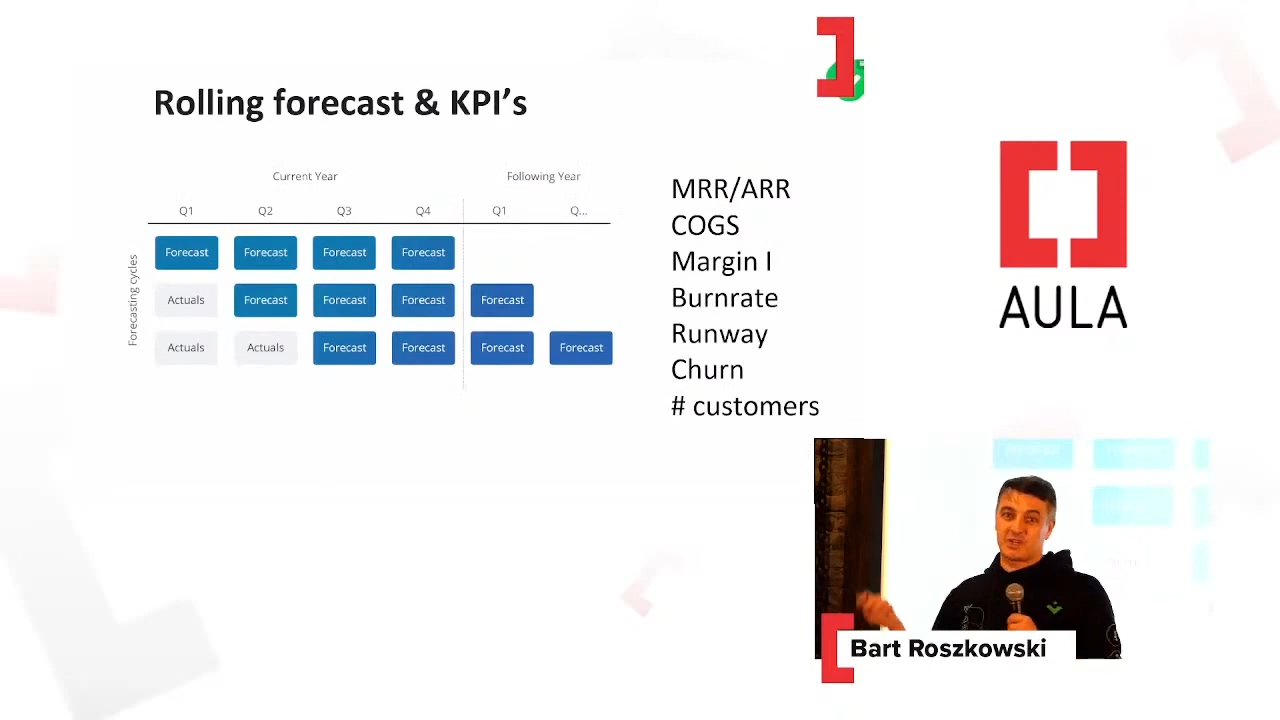 Rolling forecast & KPI's
Current Year
Following Year
Q1 Q2 Q3 Q4 Q1 Q...
Forecasting cycles
Forecast Forecast Forecast Forecast
Actuals Forecast Forecast Forecast Forecast
Actuals Actuals Forecast Forecast Forecast Forecast
MRR/ARR
COGS
Margin I
Burnrate
Runway
Churn
# customers
AULA
Bart Roszkowski